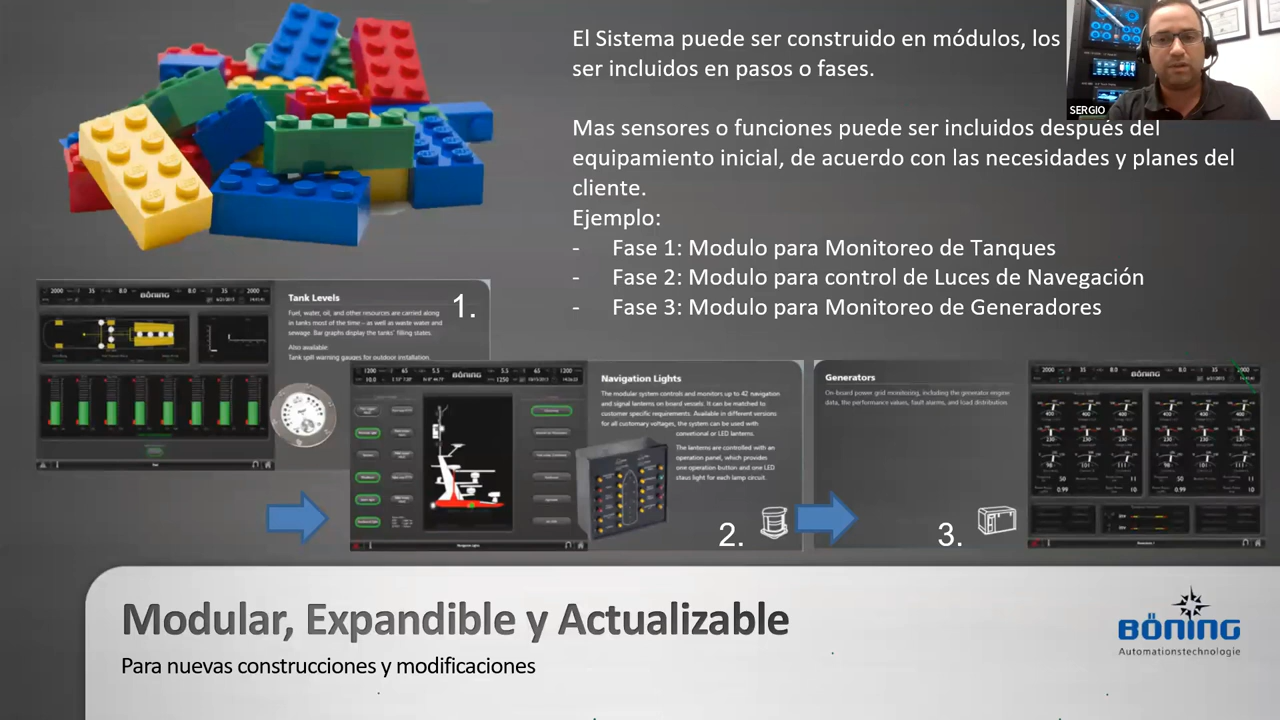 El Sistema puede ser construido en módulos, los
ser incluidos en pasos o fases.
SERGIO
Mas sensores o funciones puede ser incluidos después del
equipamiento inicial, de acuerdo con las necesidades y planes del
cliente.
Ejemplo:
- Fase 1: Modulo para Monitoreo de Tanques
- Fase 2: Modulo para control de Luces de Navegación
- Fase 3: Modulo para Monitoreo de Generadores
BÖNING
Tank Levels
1.
Fuel, water, oil, and other resources are carried along
in tanks most of the time – as well as waste water and
sewage. Bar graphs display the tanks' filling states.
Also available:
Tank spill warning gauges for outdoor installation.
BÖNING
Navigation Lights
The modular system controls and monitors up to 42 navigation
and signal lanterns on board vessels. It can be matched to
customer specific requirements. Available in different versions
for all customary voltages, the system can be used with
conventional or LED lanterns.
The lanterns are controlled with an
operation panel, which provides
one operation button and one LED
staus light for each lamp circuit.
2.
Generators
On-board power grid monitoring, including the generator engine
data, the performance values, fault alarms, and load distribution.
3.
BÖNING
Modular, Expandible y Actualizable
Para nuevas construcciones y modificaciones
BÖNING
Automationstechnologie